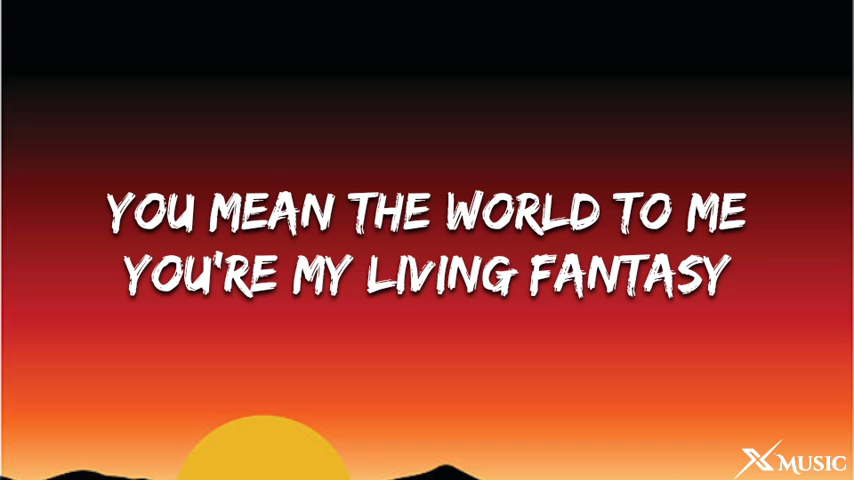 YOU MEAN THE WORLD TO ME
YOU'RE MY LIVING FANTASY
X MUSIC